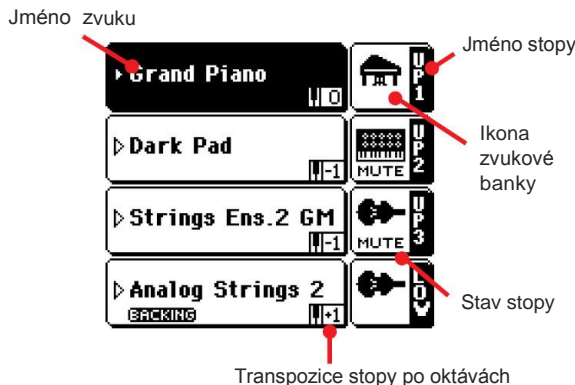 Jméno zvuku
Jméno stopy
Grand Piano
0
UP1
Ikona
zvukové
banky
Dark Pad
-1
MUTE
UP2
Strings Ens.2 GM
-1
MUTE
UP3
Analog Strings 2
BACKING
+1
LOW
Stav stopy
Transpozice stopy po oktávách